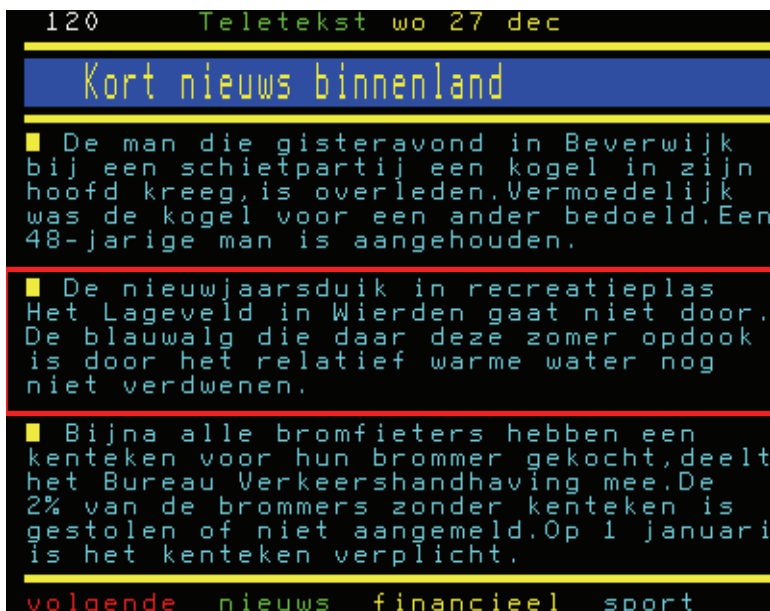 120 Teletekst wo 27 dec
Kort nieuws binnenland
De man die gisteravond in Beverwijk
bij een schietpartij een kogel in zijn
hoofd kreeg,is overleden.Vermoedelijk
was de kogel voor een ander bedoeld.Een
48-jarige man is aangehouden.
De nieuwjaarsduik in recreatieplas
Het Lageveld in Wierden gaat niet door.
De blauwalg die daar deze zomer opdook
is door het relatief warme water nog
niet verdwenen.
Bijna alle bromfieters hebben een
kenteken voor hun brommer gekocht,deelt
het Bureau Verkeershandhaving mee.De
2% van de brommers zonder kenteken is
gestolen of niet aangemeld.Op 1 januari
is het kenteken verplicht.
volgende nieuws financieel sport